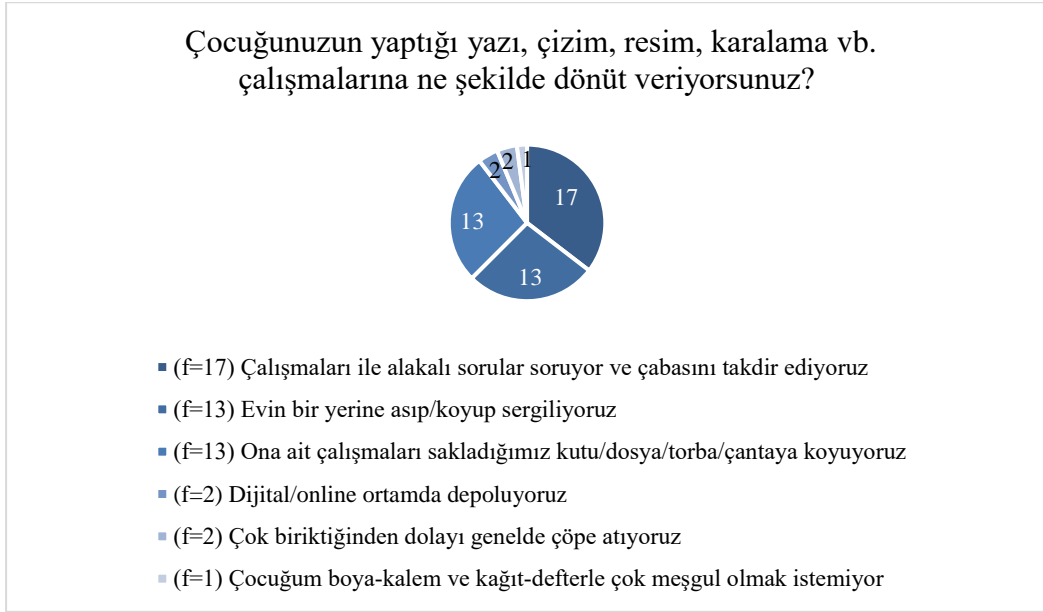 Çocuğunuzun yaptığı yazı, çizim, resim, karalama vb.
çalışmalarına ne şekilde dönüt veriyorsunuz?
1
2
2
17
13
13
(f=17) Çalışmaları ile alakalı sorular soruyor ve çabasını takdir ediyoruz
(f=13) Evin bir yerine asıp/koyup sergiliyoruz
(f=13) Ona ait çalışmaları sakladığımız kutu/dosya/torba/çantaya koyuyoruz
(f=2) Dijital/online ortamda depoluyoruz
(f=2) Çok biriktiğinden dolayı genelde çöpe atıyoruz
(f=1) Çocuğum boya-kalem ve kağıt-defterle çok meşgul olmak istemiyor